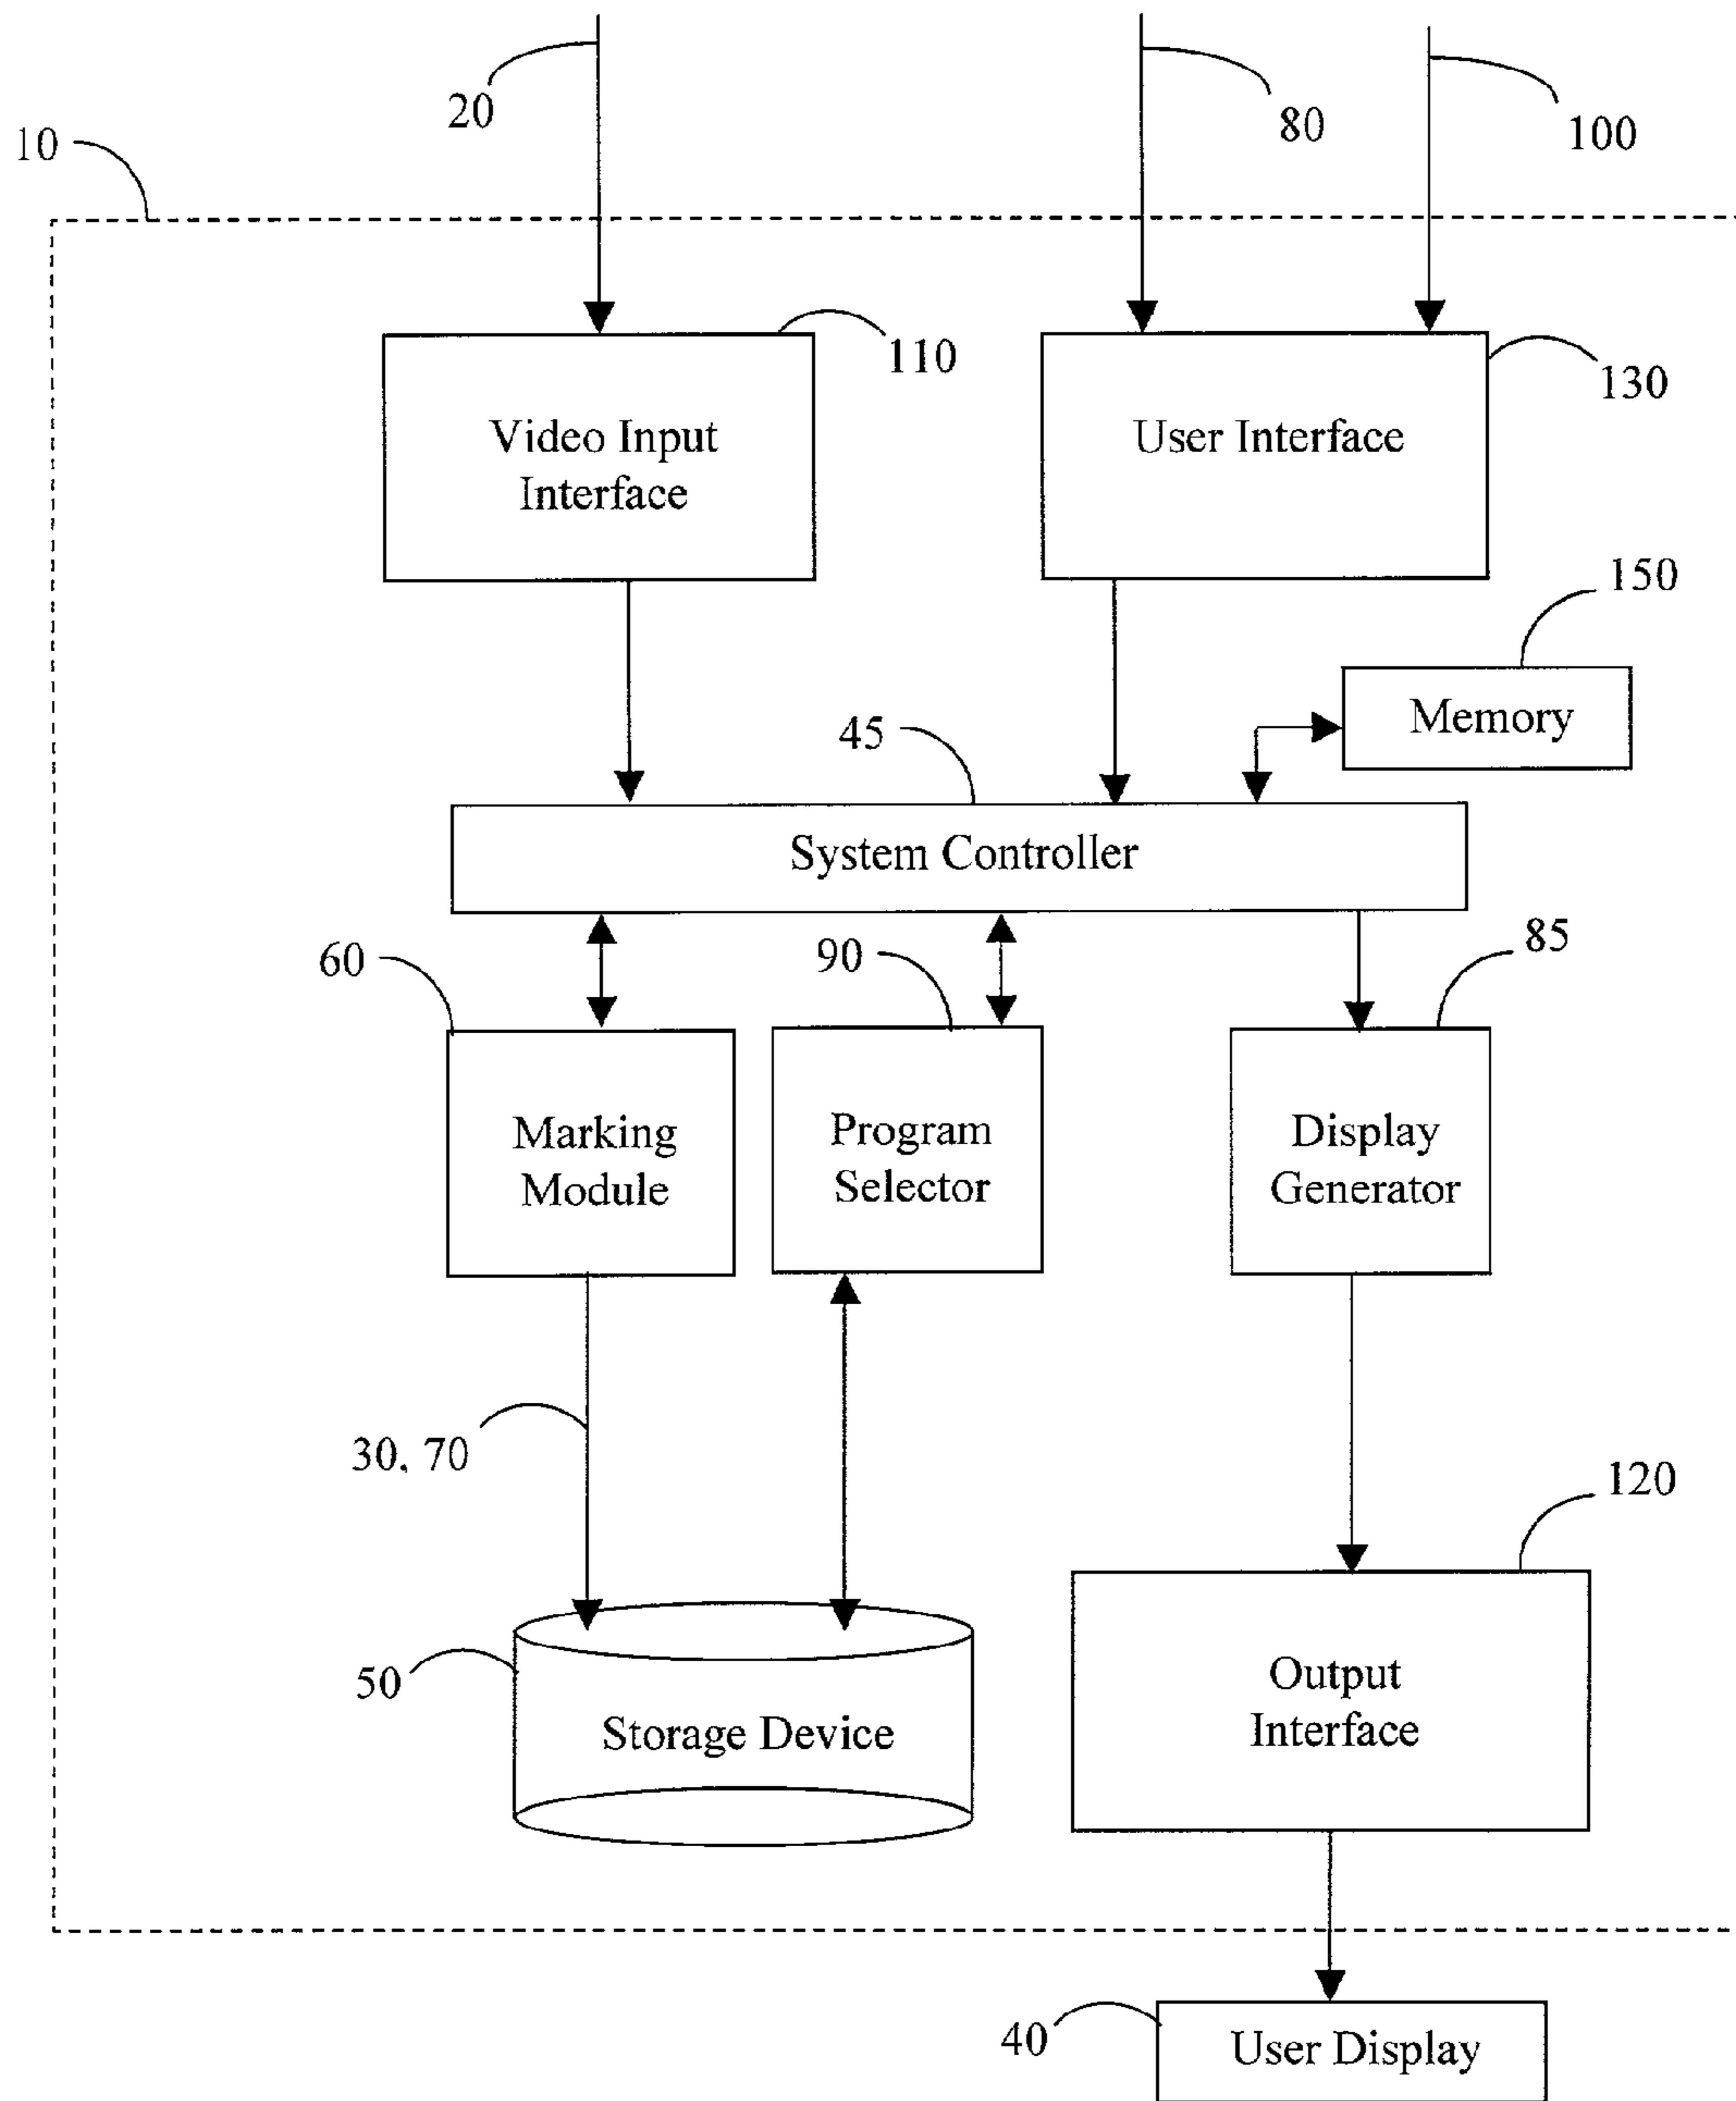 20
80
100
10
110
130
Video Input
Interface
User Interface
150
Memory
45
System Controller
60
90
85
Marking
Module
Program
Selector
Display
Generator
30, 70
120
50
Storage Device
Output
Interface
40
User Display